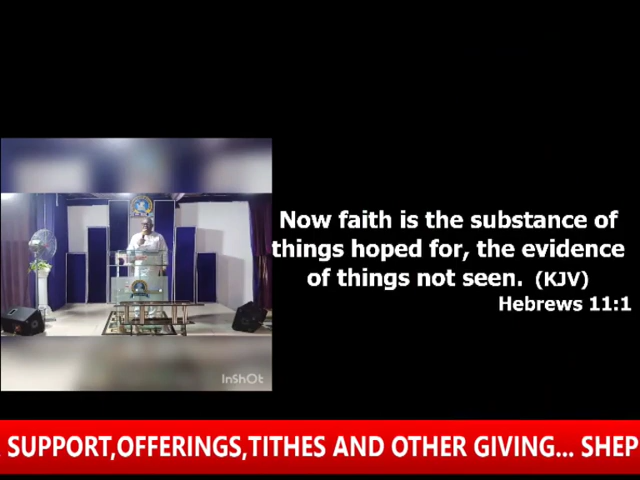 Now faith is the substance of
things hoped for, the evidence
of things not seen. (KJV)
Hebrews 11:1
InShOt
SUPPORT,OFFERINGS,TITHES AND OTHER GIVING... SHEP